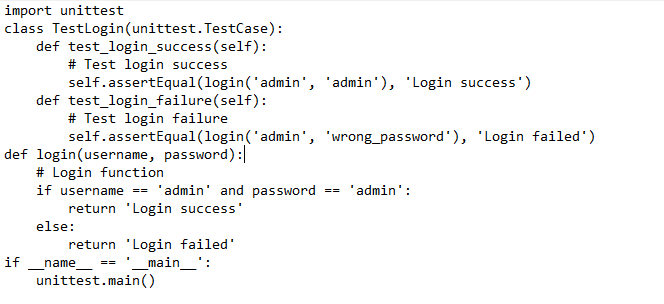 import unittest
class TestLogin(unittest.TestCase):
    def test_login_success(self):
        # Test login success
        self.assertEqual(login('admin', 'admin'), 'Login success')
    def test_login_failure(self):
        # Test login failure
        self.assertEqual(login('admin', 'wrong_password'), 'Login failed')
def login(username, password):
    # Login function
    if username == 'admin' and password == 'admin':
        return 'Login success'
    else:
        return 'Login failed'
if __name__ == '__main__':
    unittest.main()